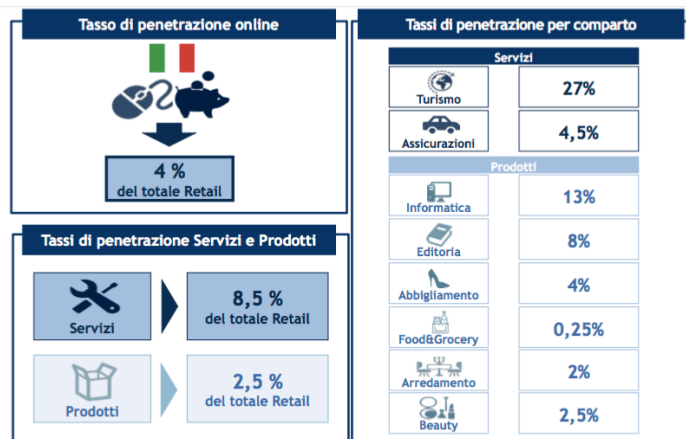 Tasso di penetrazione online
4 %
del totale Retail
Tassi di penetrazione Servizi e Prodotti
Servizi
8,5 %
del totale Retail
Prodotti
2,5 %
del totale Retail
Tassi di penetrazione per comparto
Servizi
Turismo
27%
Assicurazioni
4,5%
Prodotti
Informatica
13%
Editoria
8%
Abbigliamento
4%
Food&Grocery
0,25%
Arredamento
2%
Beauty
2,5%